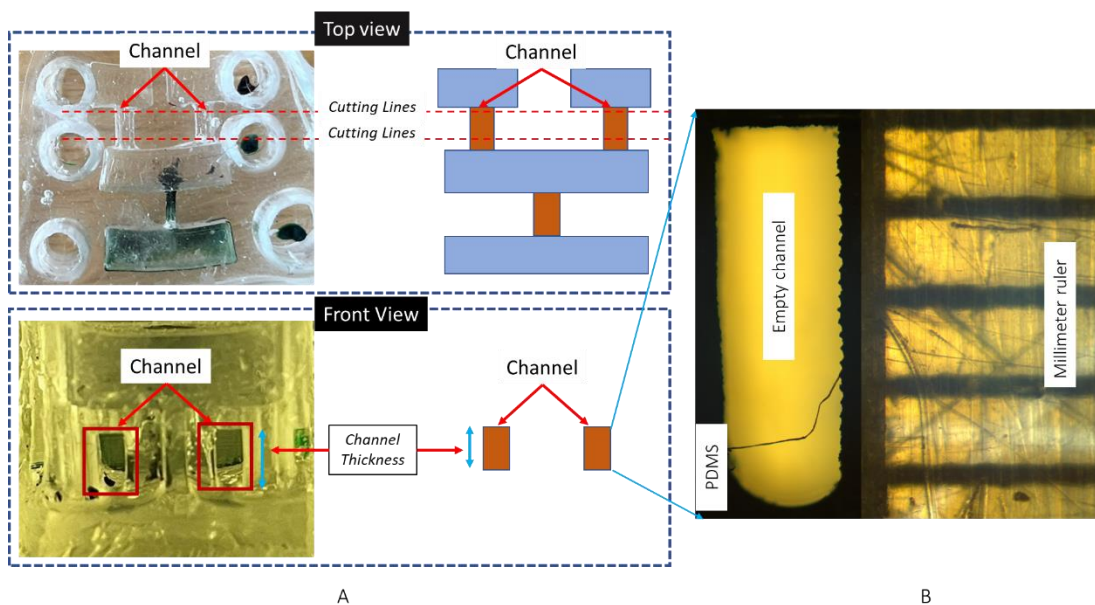 Top view
Channel
Channel
Cutting Lines
Cutting Lines
Front View
Channel
Channel
Channel
Thickness
Empty channel
Millimeter ruler
PDMS
A
B